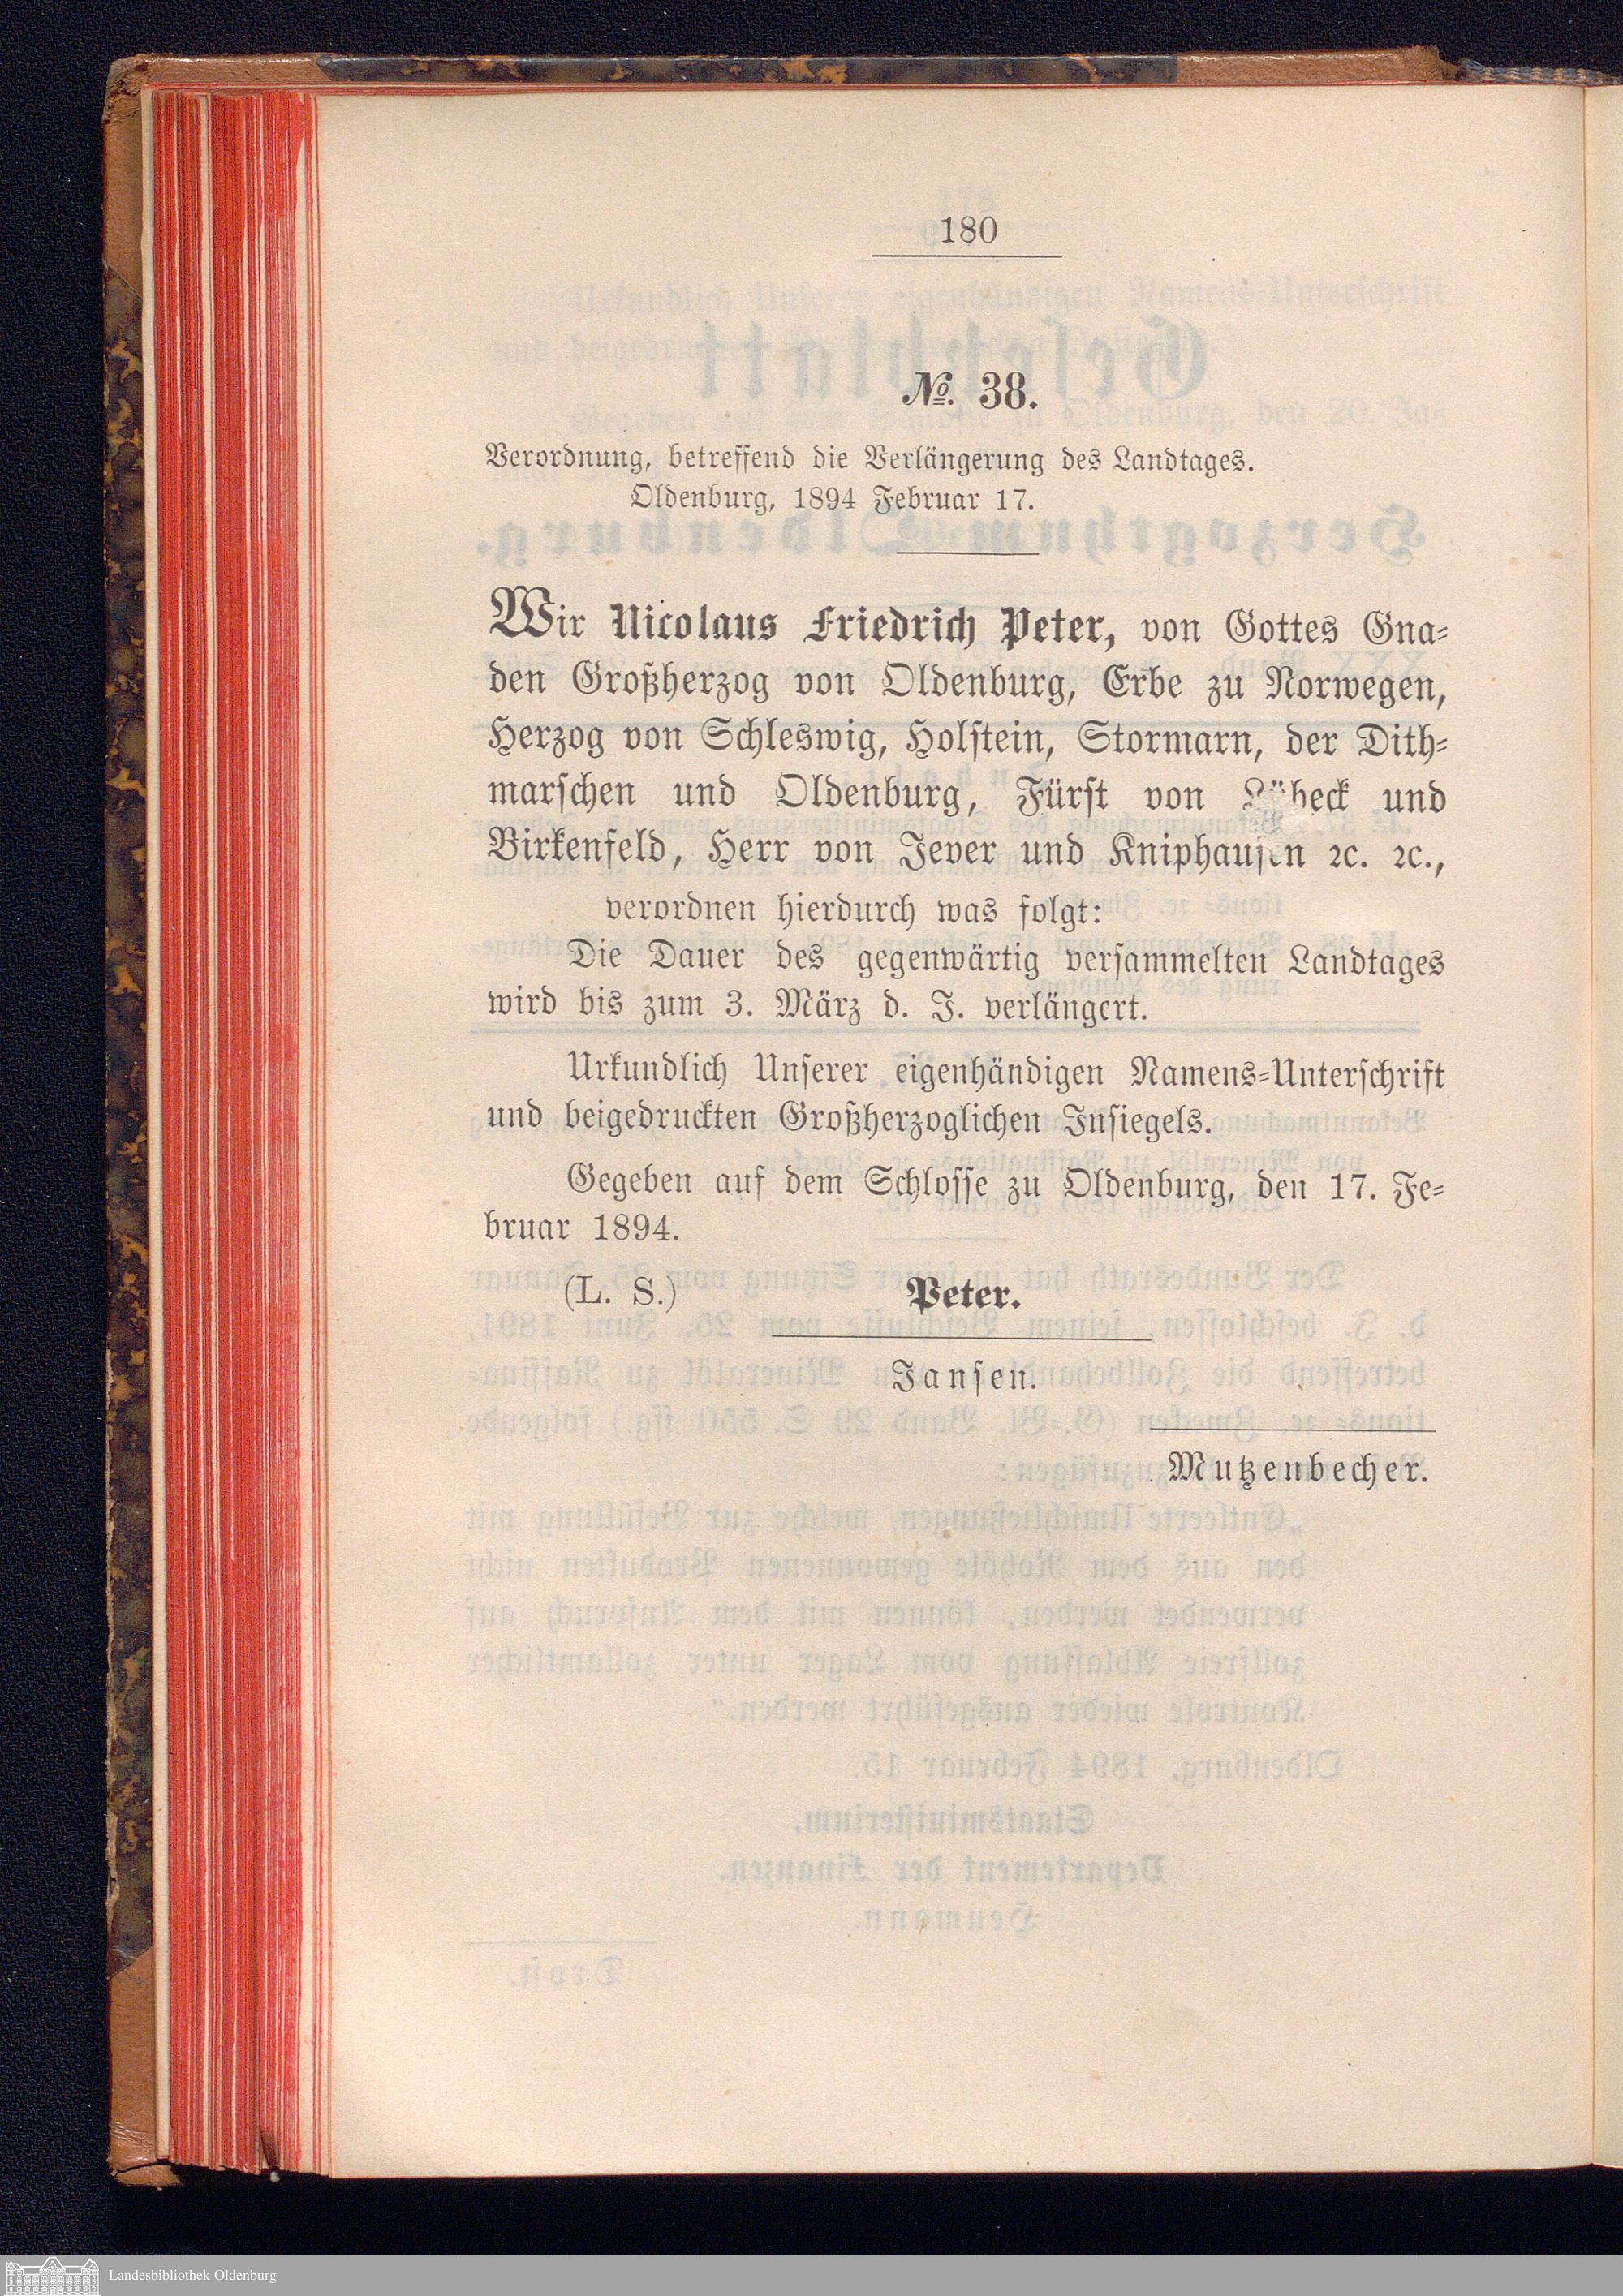 180
№. 38.
Verordnung, betreffend die Verlängerung des Landtages.
Oldenburg, 1894 Februar 17.
Wir Nicolaus Friedrich Peter, von Gottes Gna-
den Großherzog von Oldenburg, Erbe zu Norwegen,
Herzog von Schleswig, Holstein, Stormarn, der Dith-
marschen und Oldenburg, Fürst von Lübeck und
Birkenfeld, Herr von Jever und Kniphausen ꝛc. ꝛc.,
verordnen hierdurch was folgt:
Die Dauer des gegenwärtig versammelten Landtages
wird bis zum 3. März d. J. verlängert.
Urkundlich Unserer eigenhändigen Namens-Unterschrift
und beigedruckten Großherzoglichen Insiegels.
Gegeben auf dem Schlosse zu Oldenburg, den 17. Fe-
bruar 1894.
(L. S.) Peter.
Jansen.
Mutzenbecher.
Landesbibliothek Oldenburg